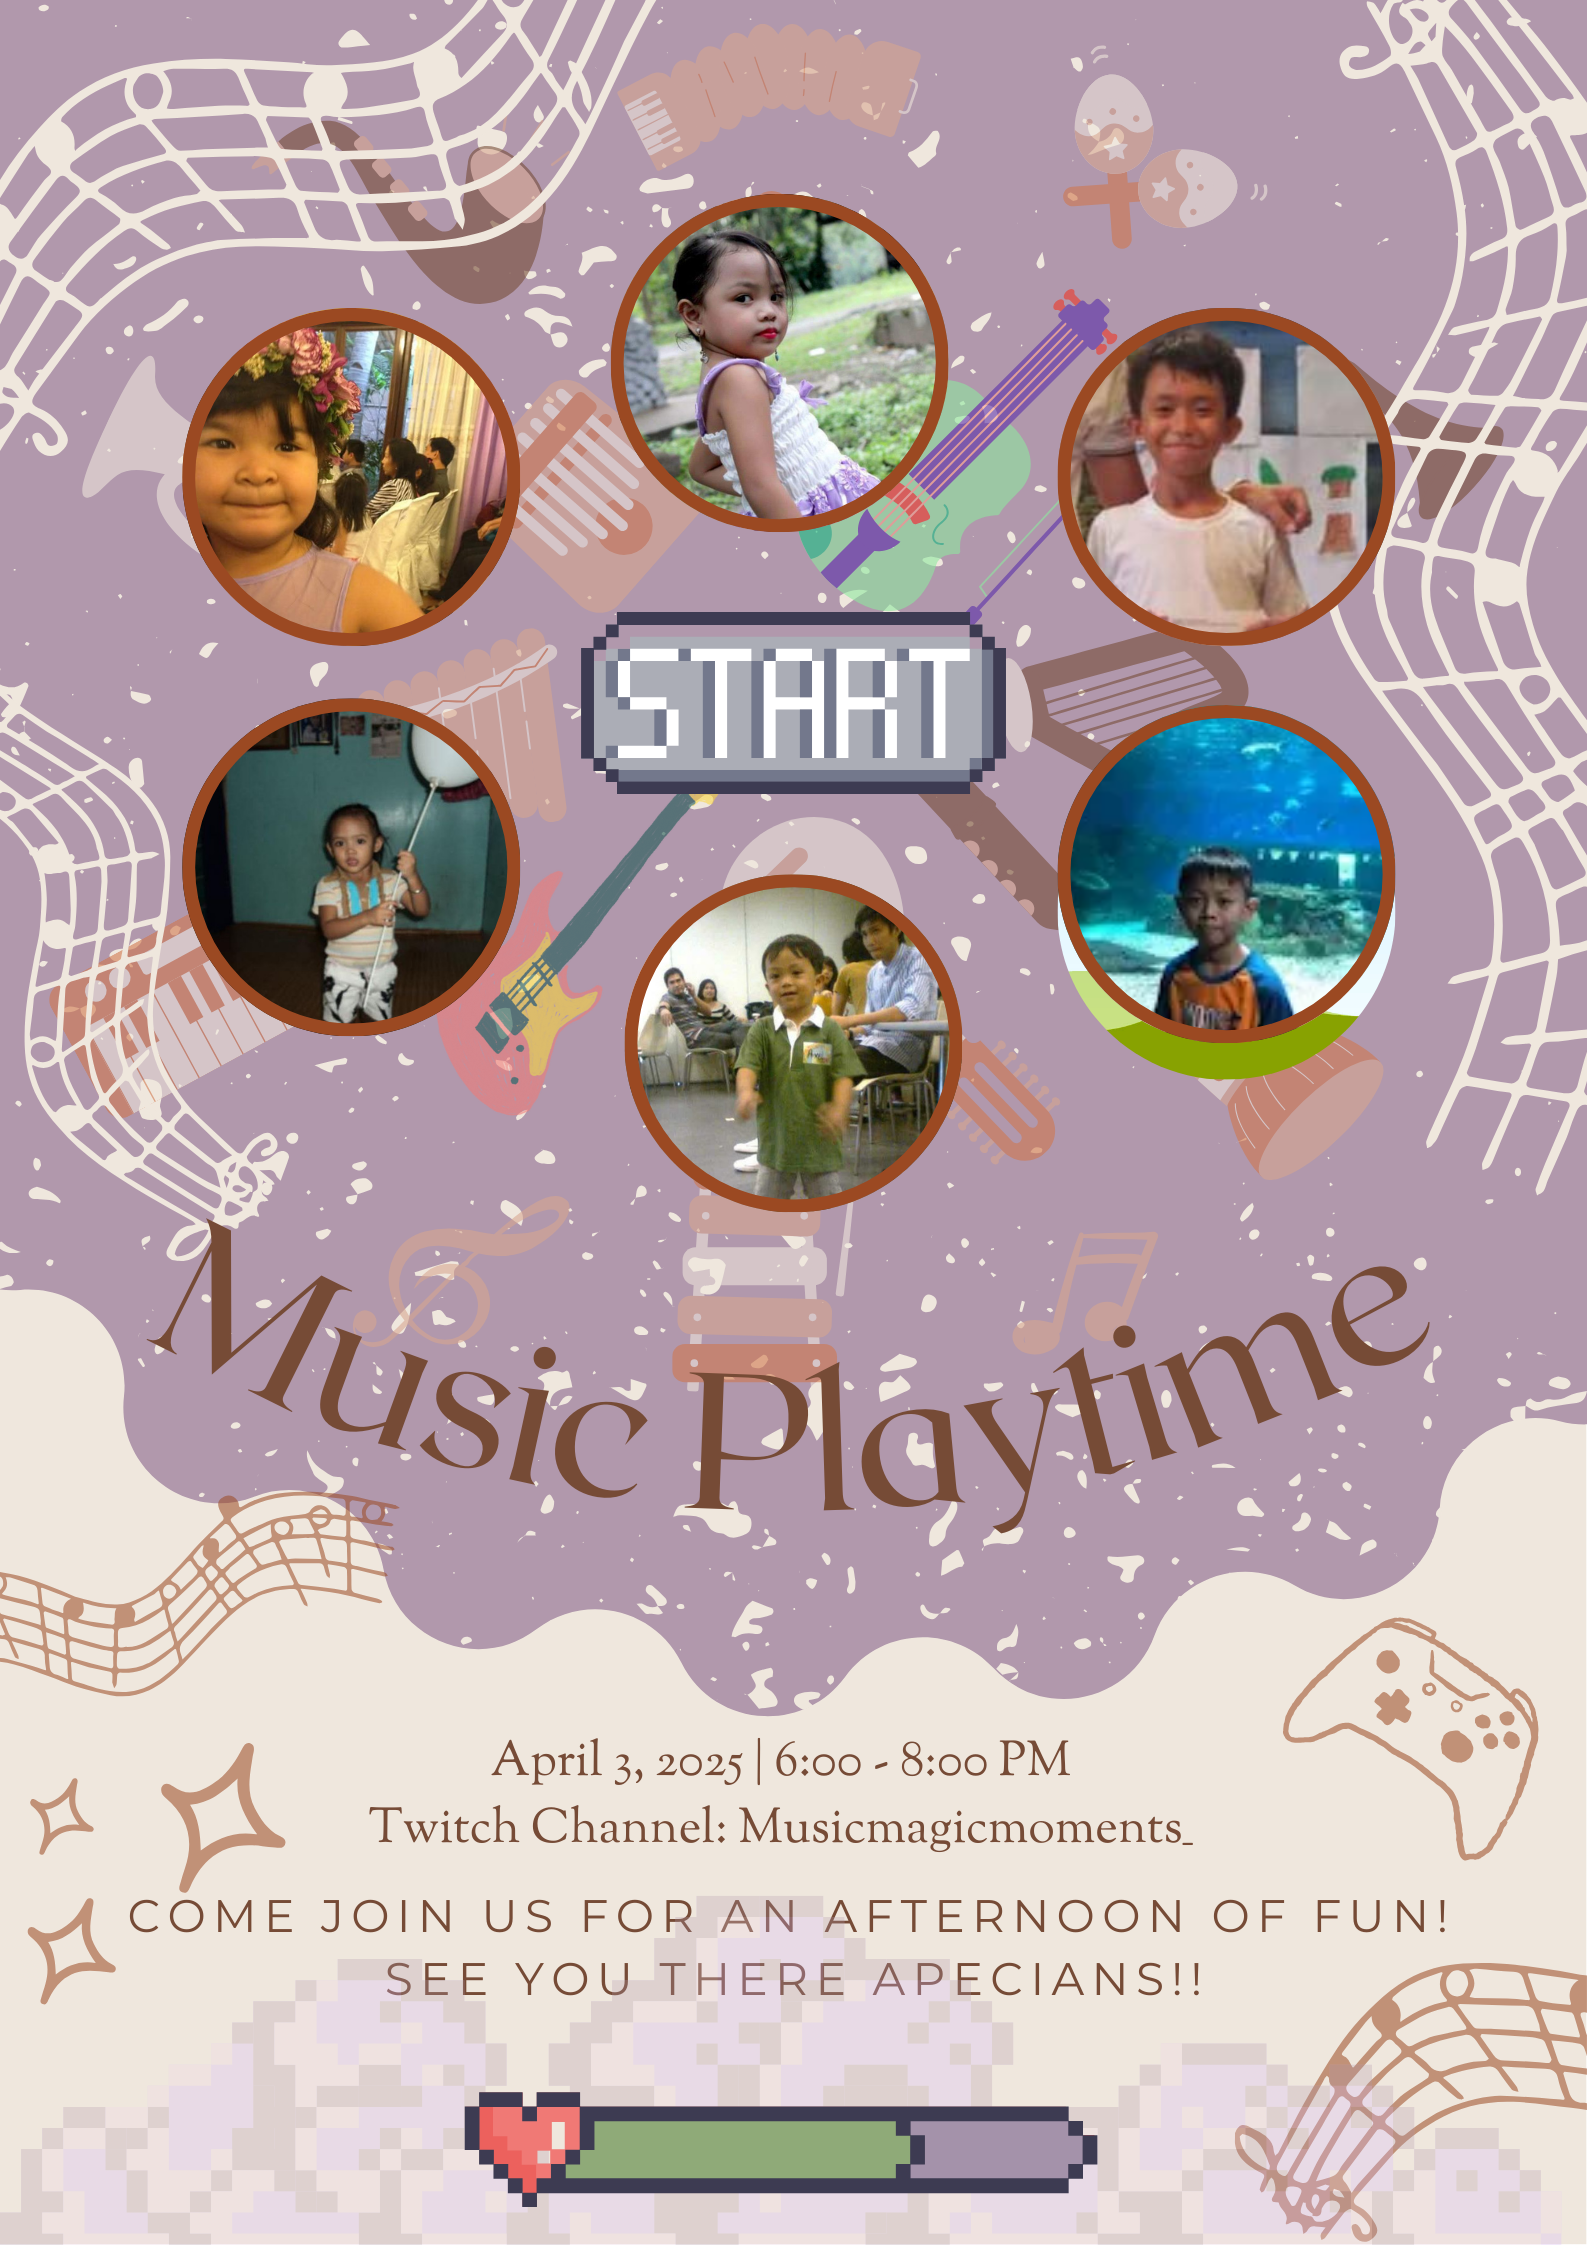 START
Music Playtime
April 3, 2025 | 6:00 - 8:00 PM
Twitch Channel: Musicmagicmoments_
COME JOIN US FOR AN AFTERNOON OF FUN!
SEE YOU THERE APECIANS!!